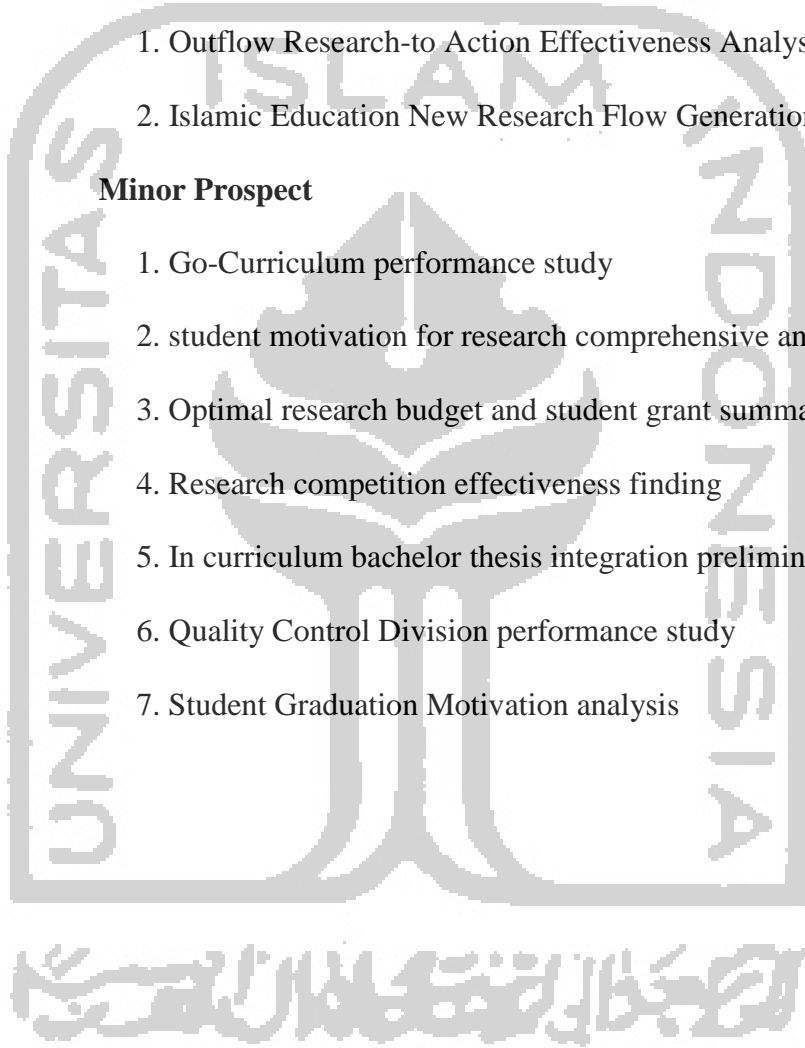 ISLAM
UNIVERSITAS
INDONESIA
1. Outflow Research-to Action Effectiveness Analys
2. Islamic Education New Research Flow Generation
Minor Prospect
1. Go-Curriculum performance study
2. student motivation for research comprehensive an
3. Optimal research budget and student grant summa
4. Research competition effectiveness finding
5. In curriculum bachelor thesis integration prelimin
6. Quality Control Division performance study
7. Student Graduation Motivation analysis